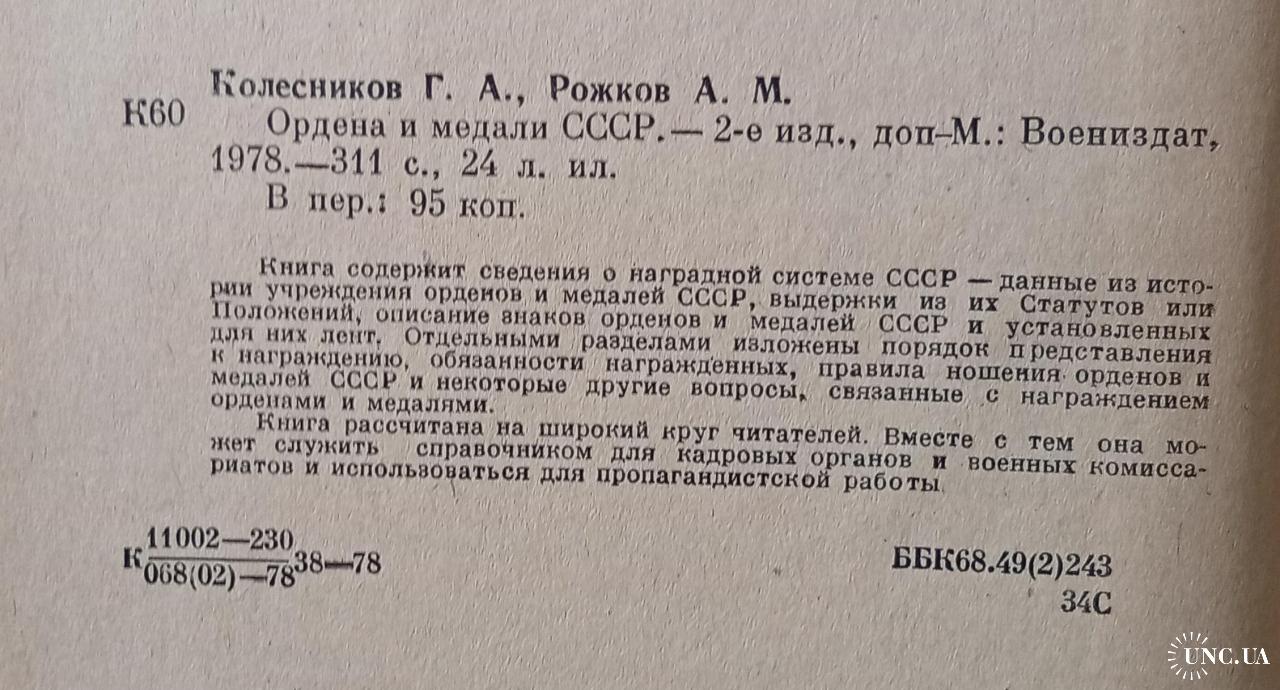 Колесников Г. А., Рожков А. М.
К60
Ордена и медали СССР.— 2-е изд., доп–М.: Воениздат,
1978.—311 с., 24 л. ил.
В пер.: 95 коп.
Книга содержит сведения о наградной системе СССР — данные из исто-
рии учреждения орденов и медалей СССР, выдержки из их Статутов или
Положений, описание знаков орденов и медалей СССР и установленных
для них лент. Отдельными разделами изложены порядок представления
к награждению, обязанности награжденных, правила ношения орденов и
медалей СССР и некоторые другие вопросы, связанные с награждением
орденами и медалями.
Книга рассчитана на широкий круг читателей. Вместе с тем она мо-
жет служить справочником для кадровых органов и военных комисса-
риатов и использоваться для пропагандистской работы.
К 11002—230
068(02)—78 38—78
ББК68.49(2)243
34С
UNC.UA